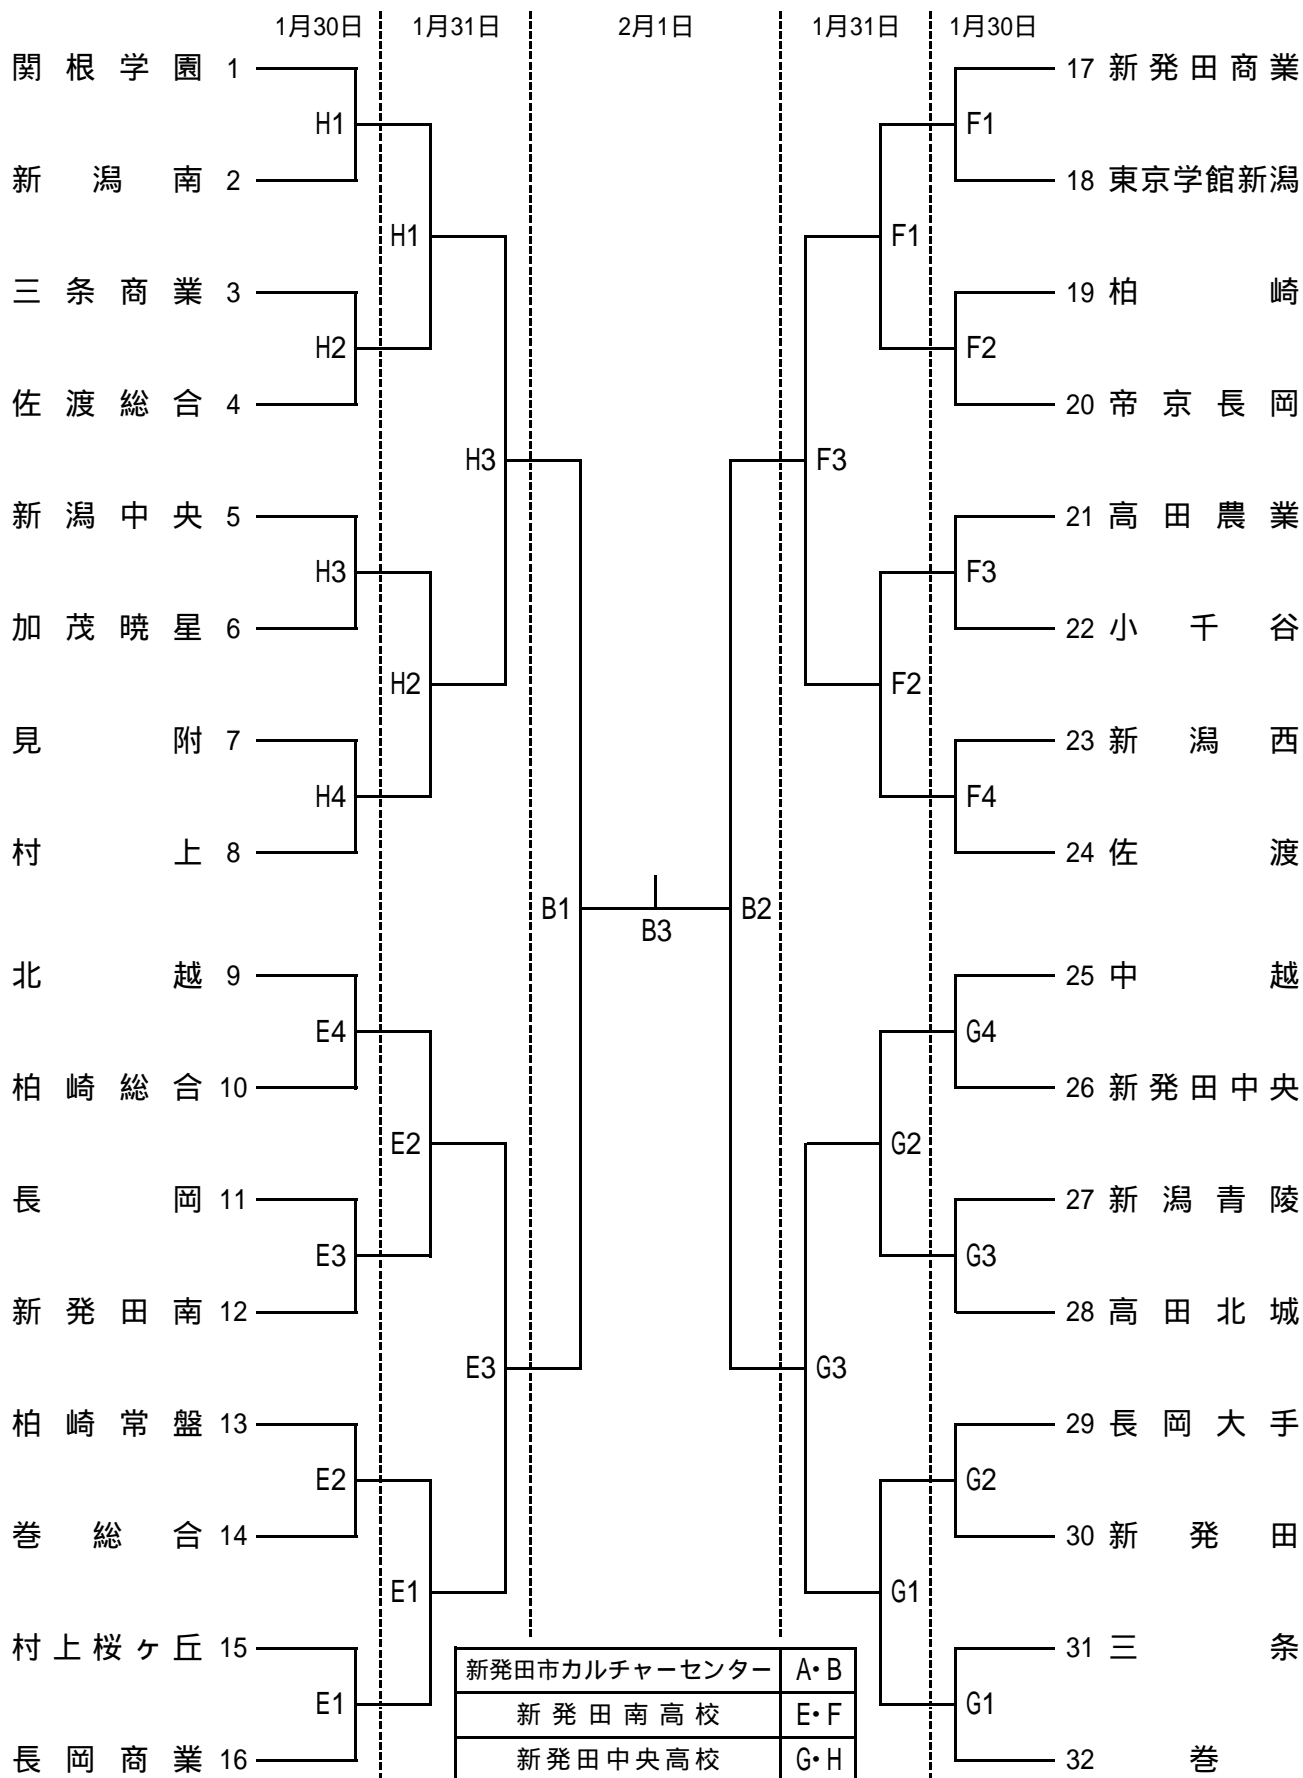 1月30日 1月31日 2月1日 1月31日 1月30日
関根学園 1 17 新発田商業
H1 F1
新潟南 2 18 東京学館新潟
H1 F1
三条商業 3 19 柏崎
H2 F2
佐渡総合 4 20 帝京長岡
H3 F3
新潟中央 5 21 高田農業
H3 F3
加茂暁星 6 22 小千谷
H2 F2
見附 7 23 新潟西
H4 F4
村上 8 24 佐渡
B1 B2
B3
北越 9 25 中越
E4 G4
柏崎総合 10 26 新発田中央
E2 G2
長岡 11 27 新潟青陵
E3 G3
新発田南 12 28 高田北城
E3 G3
柏崎常盤 13 29 長岡大手
E2 G2
巻総合 14 30 新発田
E1 G1
村上桜ヶ丘 15 31 三条
新発田市カルチャーセンター A・B
E1 G1
新発田南高校 E・F
長岡商業 16 32 巻
新発田中央高校 G・H